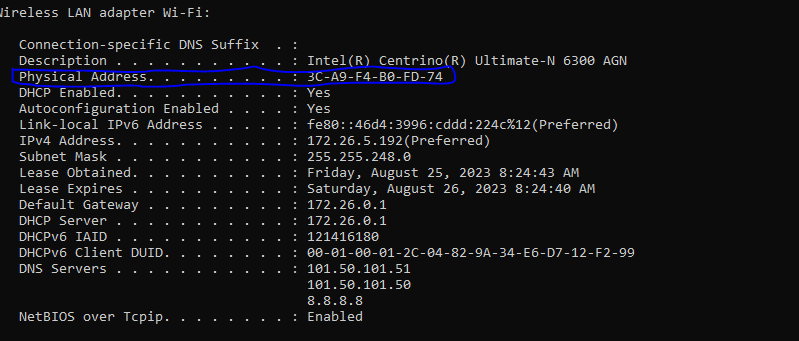 Wireless LAN adapter Wi-Fi:
Connection-specific DNS Suffix . :
Description . . . . . . . . . . . : Intel(R) Centrino(R) Ultimate-N 6300 AGN
Physical Address. . . . . . . . . : 3C-A9-F4-B0-FD-74
DHCP Enabled. . . . . . . . . . . : Yes
Autoconfiguration Enabled . . . . : Yes
Link-local IPv6 Address . . . . . : fe80::46d4:3996:cddd:224c%12(Preferred)
IPv4 Address. . . . . . . . . . . : 172.26.5.192(Preferred)
Subnet Mask . . . . . . . . . . . : 255.255.248.0
Lease Obtained. . . . . . . . . . : Friday, August 25, 2023 8:24:43 AM
Lease Expires . . . . . . . . . . : Saturday, August 26, 2023 8:24:40 AM
Default Gateway . . . . . . . . . : 172.26.0.1
DHCP Server . . . . . . . . . . . : 172.26.0.1
DHCPv6 IAID . . . . . . . . . . . : 121416180
DHCPv6 Client DUID. . . . . . . . : 00-01-00-01-2C-04-82-9A-34-E6-D7-12-F2-99
DNS Servers . . . . . . . . . . . : 101.50.101.51
101.50.101.50
8.8.8.8
NetBIOS over Tcpip. . . . . . . . : Enabled